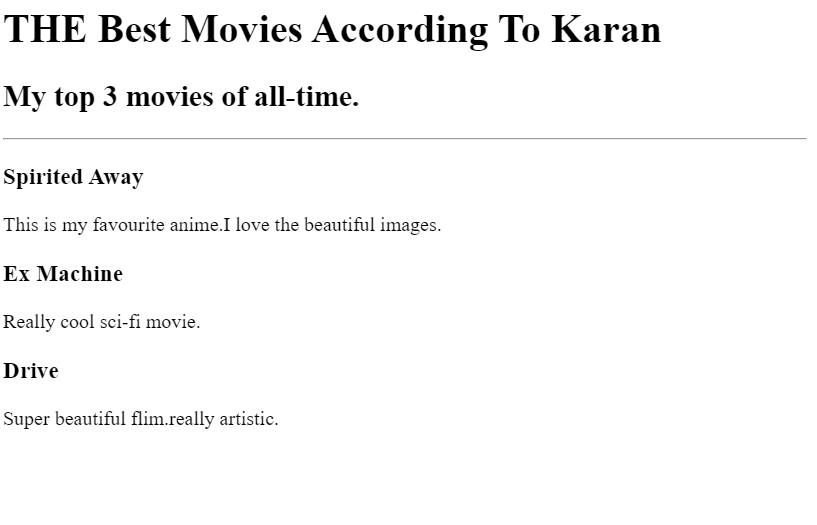 THE Best Movies According To Karan
My top 3 movies of all-time.
Spirited Away
This is my favourite anime.I love the beautiful images.
Ex Machine
Really cool sci-fi movie.
Drive
Super beautiful flim.really artistic.